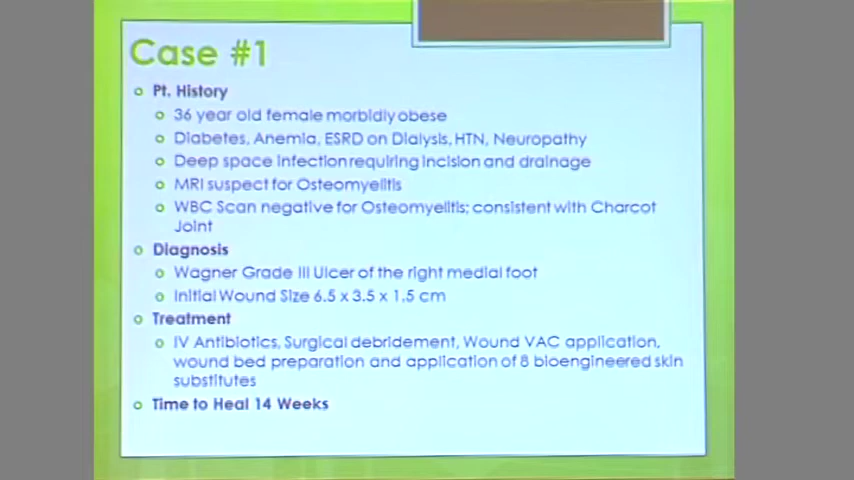 Case #1
Pt. History
36 year old female morbidly obese
Diabetes, Anemia, ESRD on Dialysis, HTN, Neuropathy
Deep space infection requiring incision and drainage
MRI suspect for Osteomyelitis
WBC Scan negative for Osteomyelitis; consistent with Charcot
Joint
Diagnosis
Wagner Grade III Ulcer of the right medial foot
Initial Wound Size 6.5 x 3.5 x 1.5 cm
Treatment
IV Antibiotics, Surgical debridement, Wound VAC application,
wound bed preparation and application of 8 bioengineered skin
substitutes
Time to Heal 14 Weeks